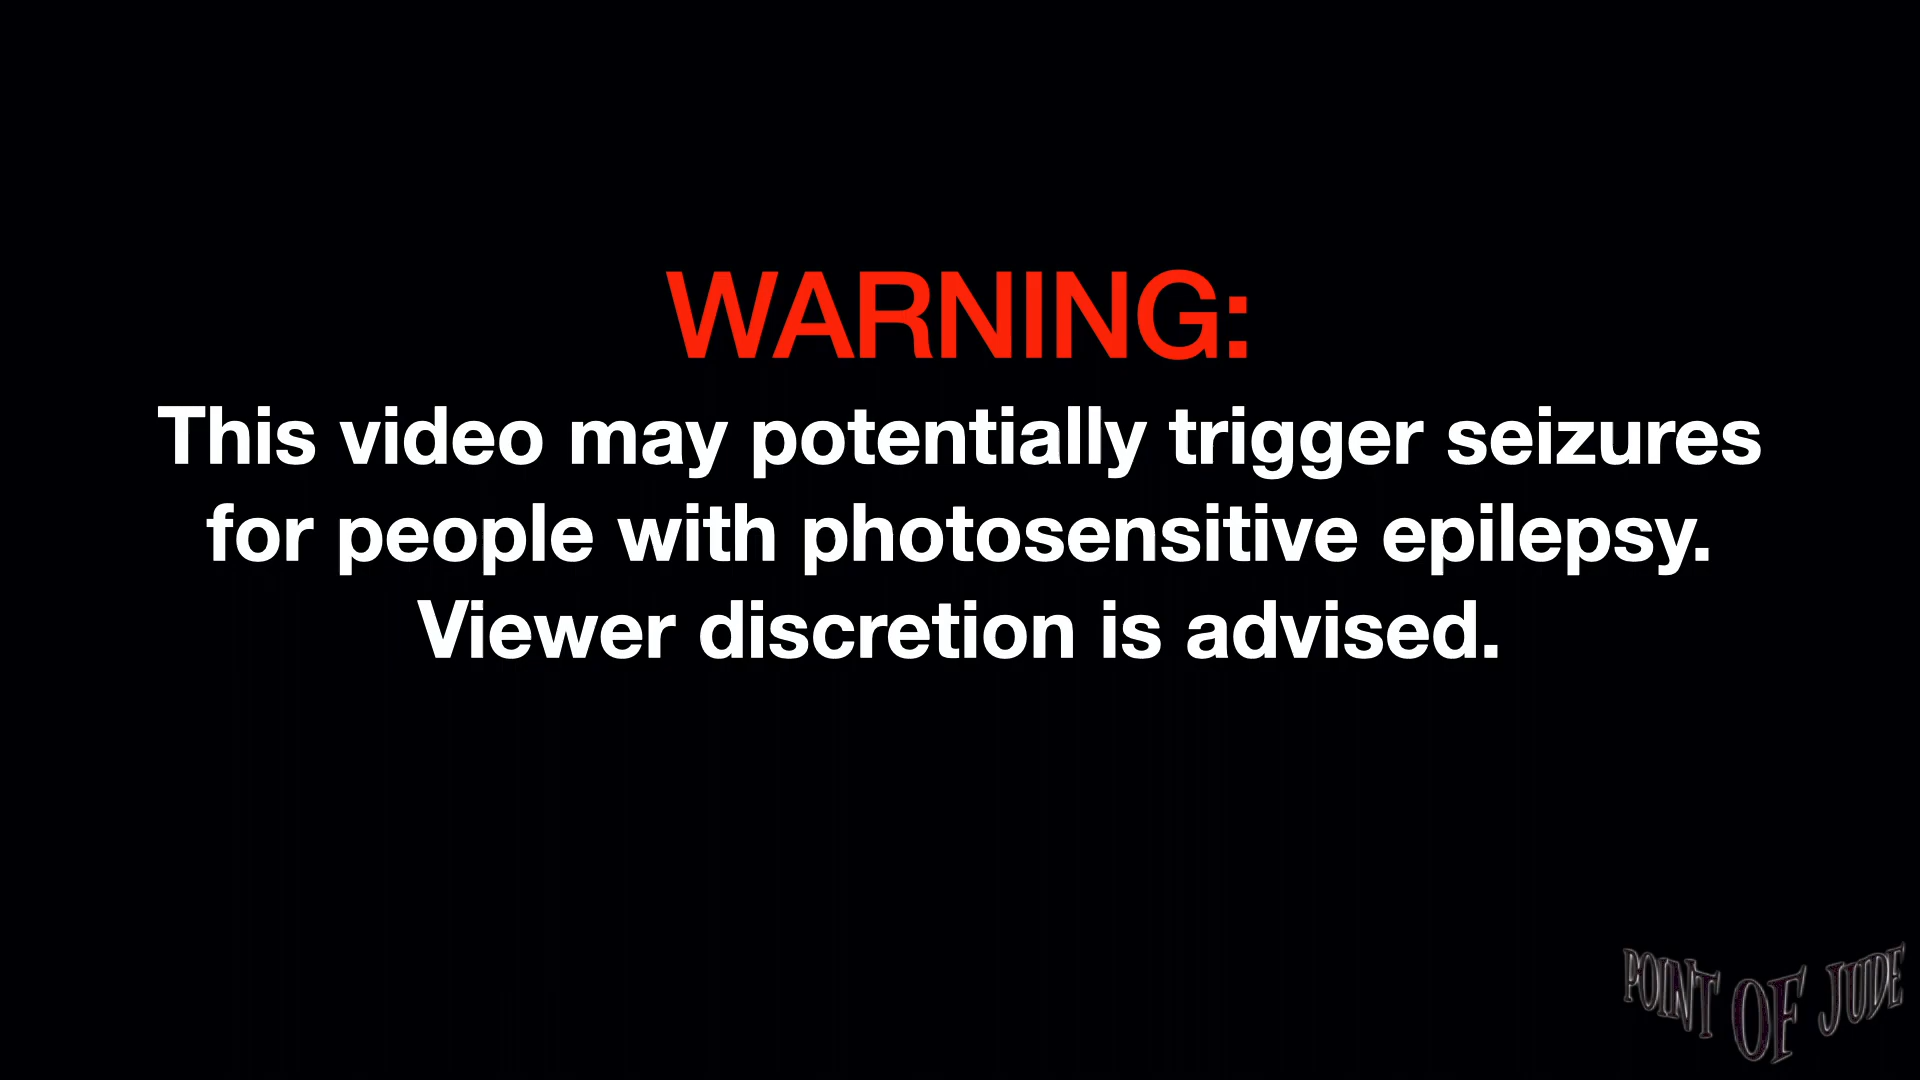 WARNING:
This video may potentially trigger seizures
for people with photosensitive epilepsy.
Viewer discretion is advised.
POINT OF JUDE